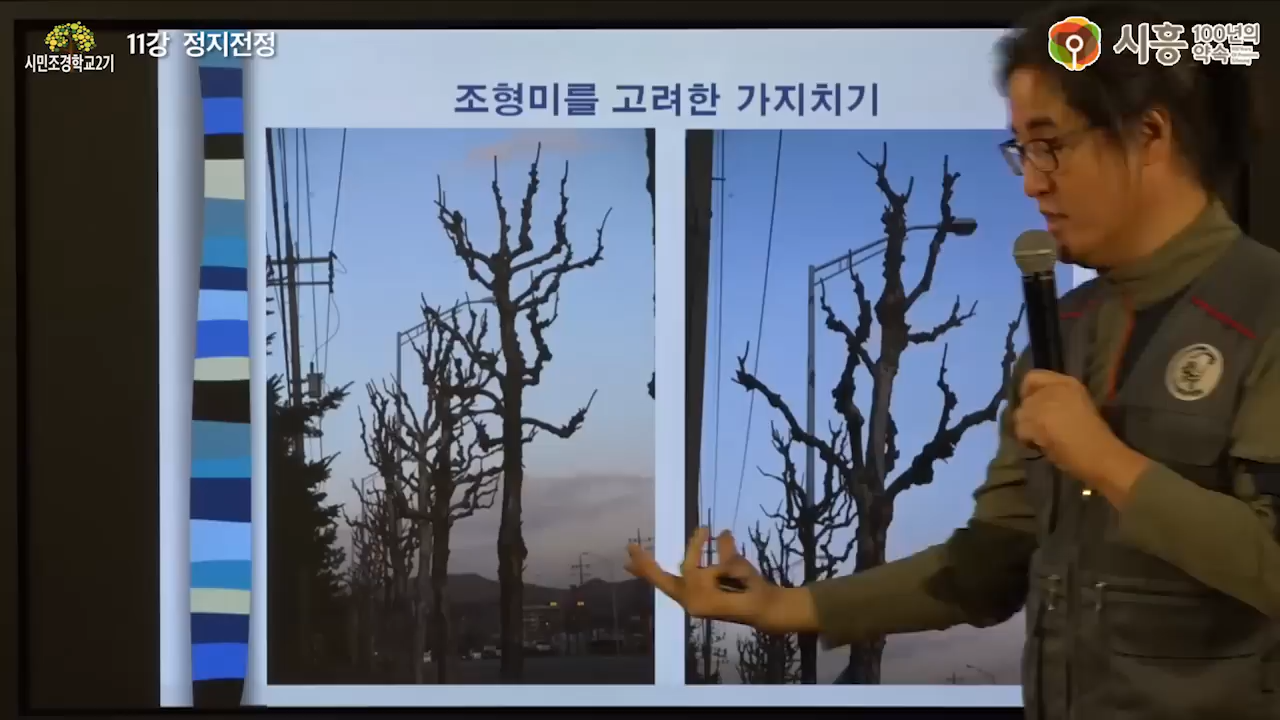 11강 정지전정
시민조경학교2기
시흥 100년의
약속
조형미를 고려한 가지치기